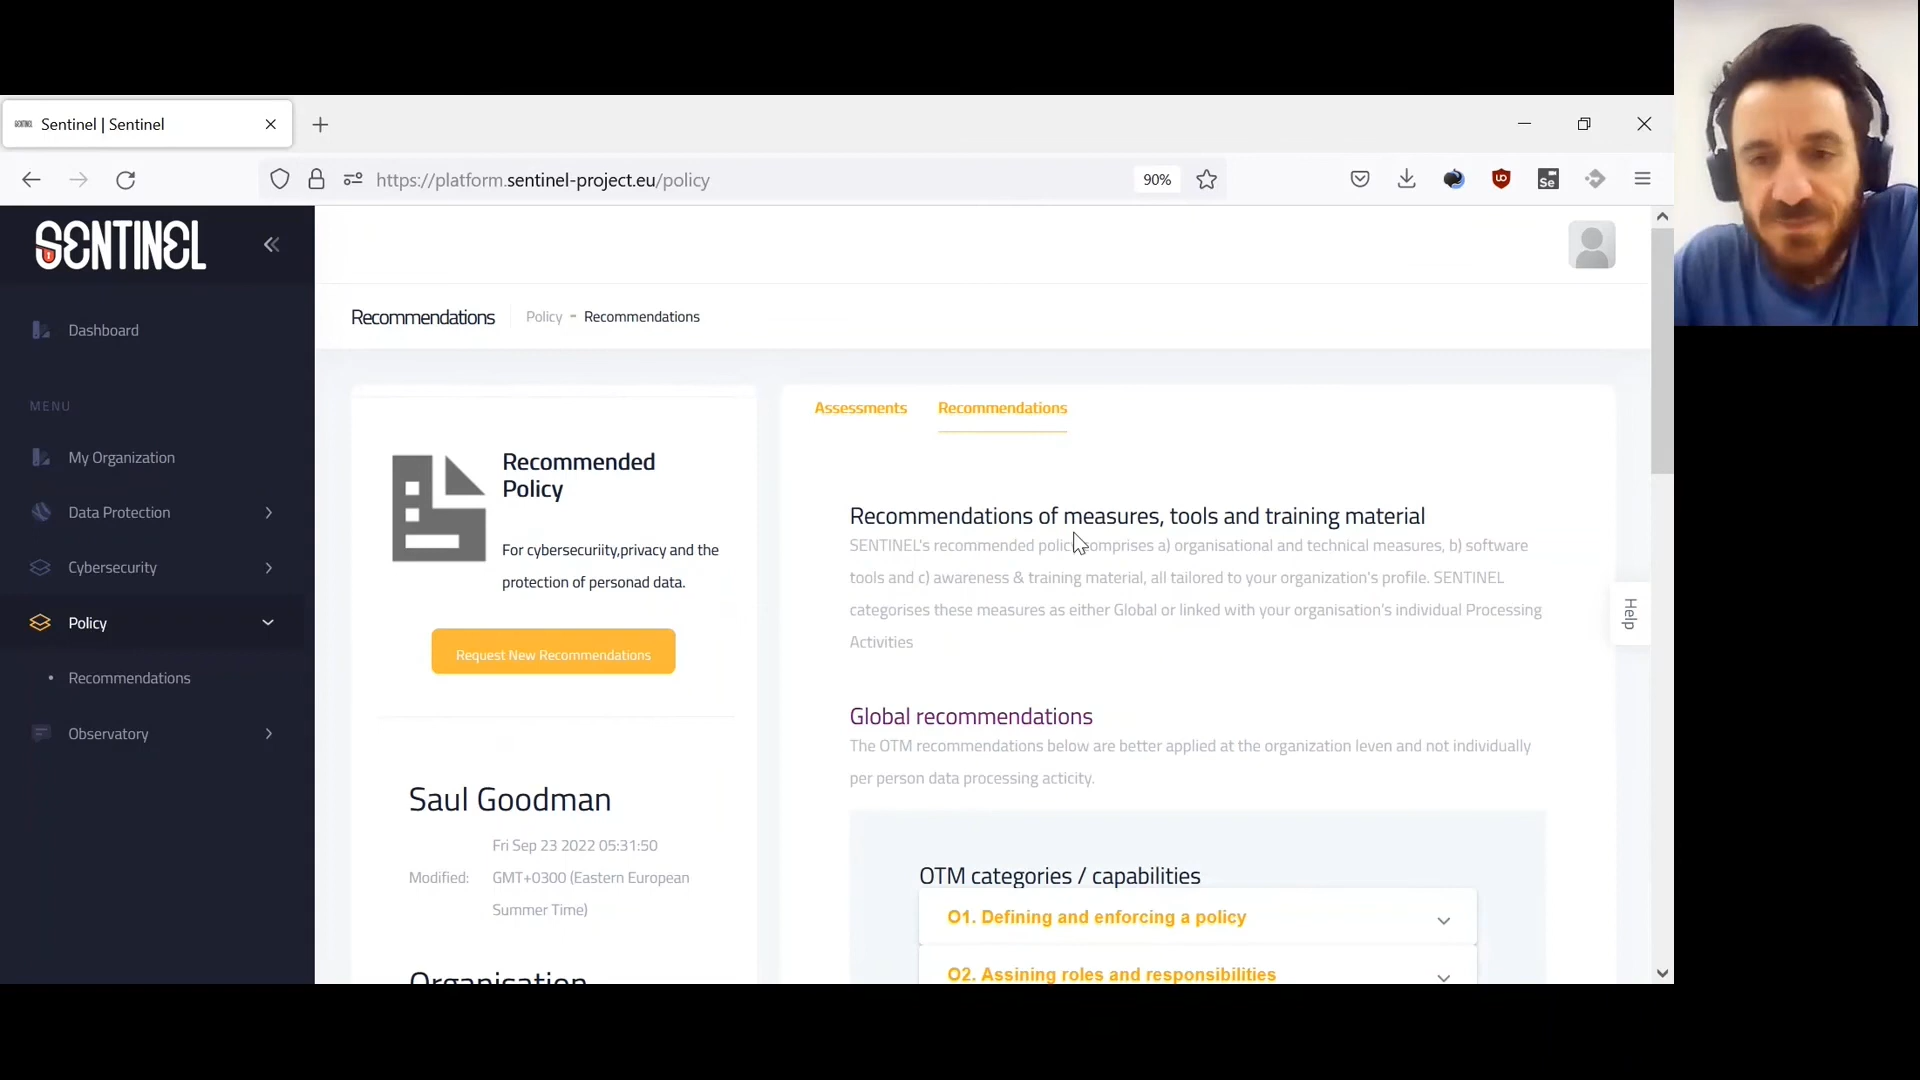 Sentinel | Sentinel
https://platform.sentinel-project.eu/policy
90%
SENTINEL
Dashboard
MENU
My Organization
Data Protection
Cybersecurity
Policy
Recommendations
Observatory
Recommendations
Policy - Recommendations
Recommended
Policy
For cybersecuriity,privacy and the
protection of personad data.
Request New Recommendations
Saul Goodman
Modified:
Fri Sep 23 2022 05:31:50
GMT+0300 (Eastern European
Summer Time)
Organisation
Assessments
Recommendations
Recommendations of measures, tools and training material
SENTINEL's recommended policy comprises a) organisational and technical measures, b) software
tools and c) awareness & training material, all tailored to your organization's profile. SENTINEL
categorises these measures as either Global or linked with your organisation's individual Processing
Activities
Global recommendations
The OTM recommendations below are better applied at the organization leven and not individually
per person data processing acticity.
OTM categories / capabilities
O1. Defining and enforcing a policy
O2. Assining roles and responsibilities
Help
Se